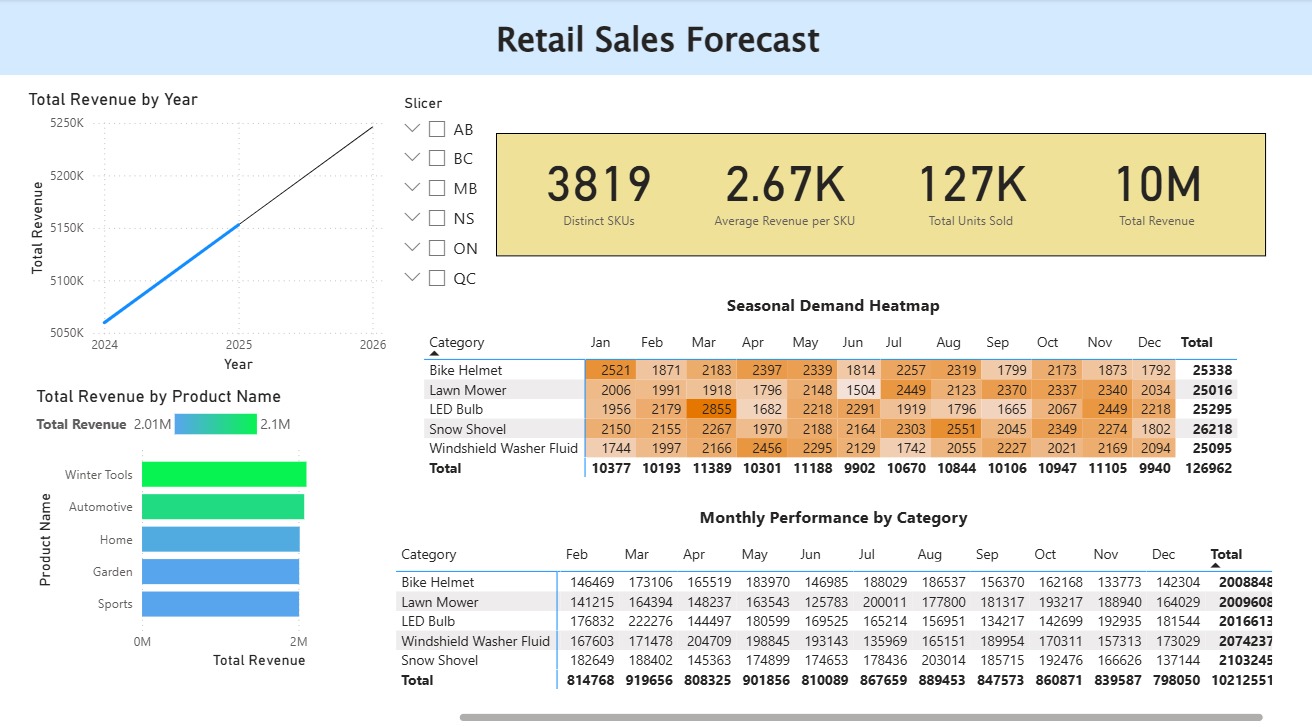 Retail Sales Forecast
Total Revenue by Year
5250K
5200K
5150K
5100K
5050K
Total Revenue
2024 2025 2026
Year
Slicer
AB
BC
MB
NS
ON
QC
3819 2.67K 127K 10M
Distinct SKUs Average Revenue per SKU Total Units Sold Total Revenue
Seasonal Demand Heatmap
Category Jan Feb Mar Apr May Jun Jul Aug Sep Oct Nov Dec Total
Bike Helmet 2521 1871 2183 2397 2339 1814 2257 2319 1799 2173 1873 1792 25338
Lawn Mower 2006 1991 1918 1796 2148 1504 2449 2123 2370 2337 2340 2034 25016
LED Bulb 1956 2179 2855 1682 2218 2291 1919 1796 1665 2067 2449 2218 25295
Snow Shovel 2150 2155 2267 1970 2188 2164 2303 2551 2045 2349 2274 1802 26218
Windshield Washer Fluid 1744 1997 2166 2456 2295 2129 1742 2055 2227 2021 2169 2094 25095
Total 10377 10193 11389 10301 11188 9902 10670 10844 10106 10947 11105 9940 126962
Total Revenue by Product Name
Total Revenue 2.01M 2.1M
Product Name
Winter Tools
Automotive
Home
Garden
Sports
0M 2M
Total Revenue
Monthly Performance by Category
Category Feb Mar Apr May Jun Jul Aug Sep Oct Nov Dec Total
Bike Helmet 146469 173106 165519 183970 146985 188029 186537 156370 162168 133773 142304 2008848
Lawn Mower 141215 164394 148237 163543 125783 200011 177800 181317 193217 188940 164029 2009608
LED Bulb 176832 222276 144497 180599 169525 165214 156951 134217 142699 192935 181544 2016613
Windshield Washer Fluid 167603 171478 204709 198845 193143 135969 165151 189954 170311 157313 173029 2074237
Snow Shovel 182649 188402 145363 174899 174653 178436 203014 185715 192476 166626 137144 2103245
Total 814768 919656 808325 901856 810089 867659 889453 847573 860871 839587 798050 10212551